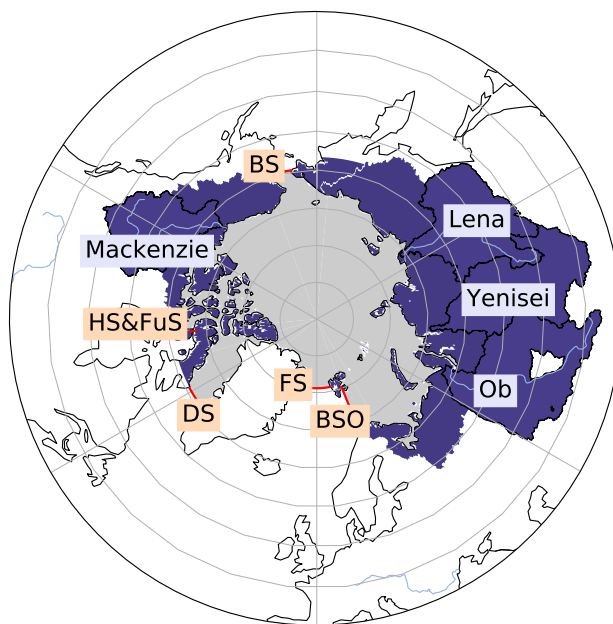 BS
Lena
Mackenzie
Yenisei
HS&FuS
FS
Ob
DS
BSO